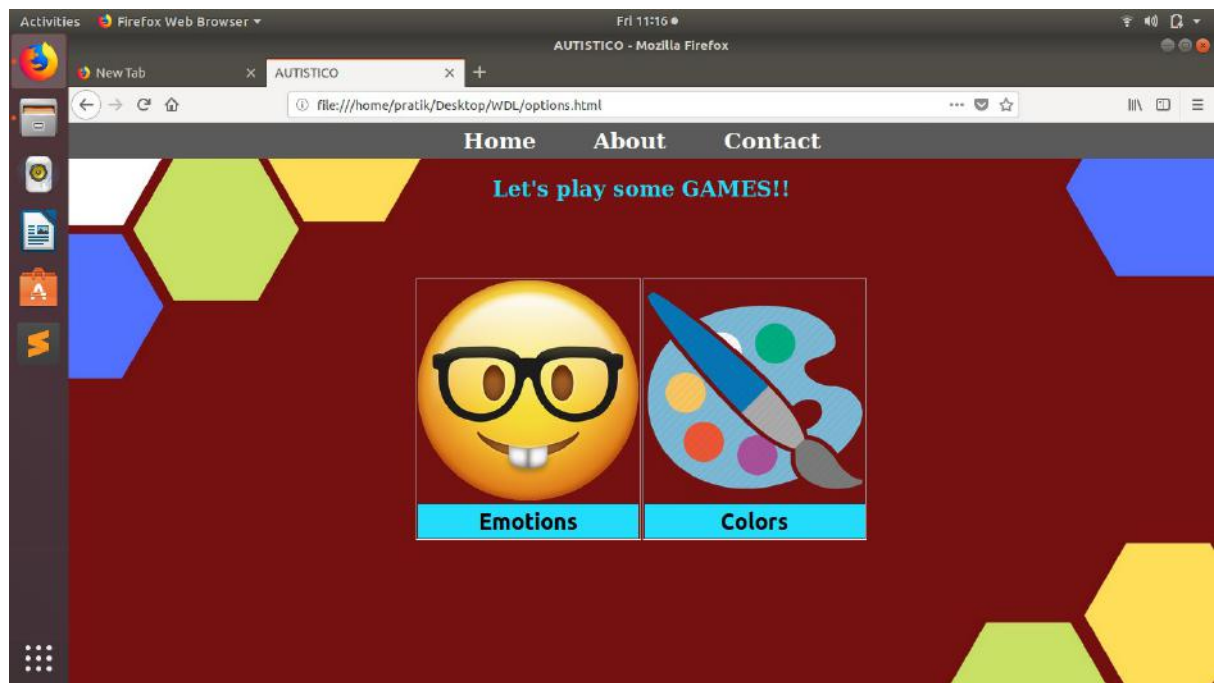 Activities Firefox Web Browser Fri 11:16
AUTISTICO - Mozilla Firefox
New Tab AUTISTICO
file:///home/pratik/Desktop/WDL/options.html
Home About Contact
Let's play some GAMES!!
Emotions Colors